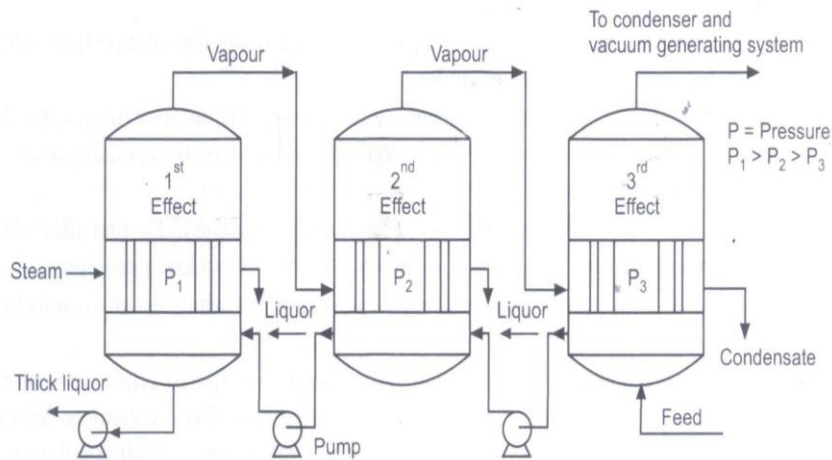 To condenser and
vacuum generating system
Vapour
Vapour
P = Pressure
P₁ > P₂ > P₃
1st
Effect
2nd
Effect
3rd
Effect
Steam
P₁
P₂
P₃
Liquor
Liquor
Condensate
Thick liquor
Pump
Feed